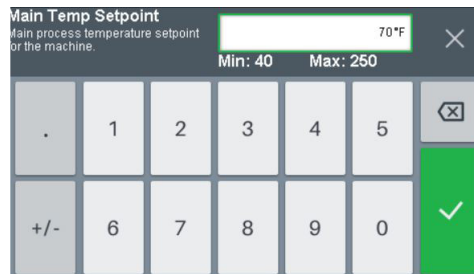 Main Temp Setpoint
Main process temperature setpoint
for the machine.
70°F
Min: 40 Max: 250
. 1 2 3 4 5
+/- 6 7 8 9 0